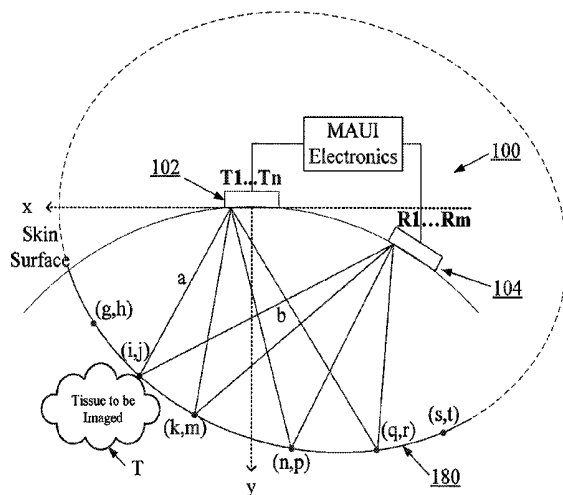 MAUI
Electronics
100
102
T1...Tn
x
Skin
Surface
R1...Rm
104
a
b
(g,h)
(i,j)
(k,m)
(n,p)
(q,r)
(s,t)
Tissue to be
Imaged
T
y
180